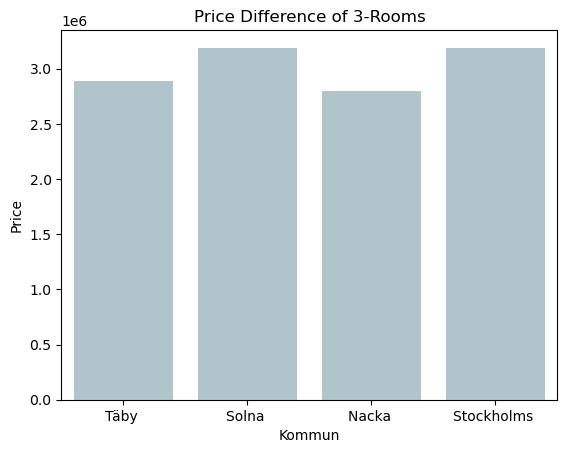 Price Difference of 3-Rooms
1e6
3.0
2.5
2.0
1.5
1.0
0.5
0.0
Price
Täby Solna Nacka Stockholms
Kommun